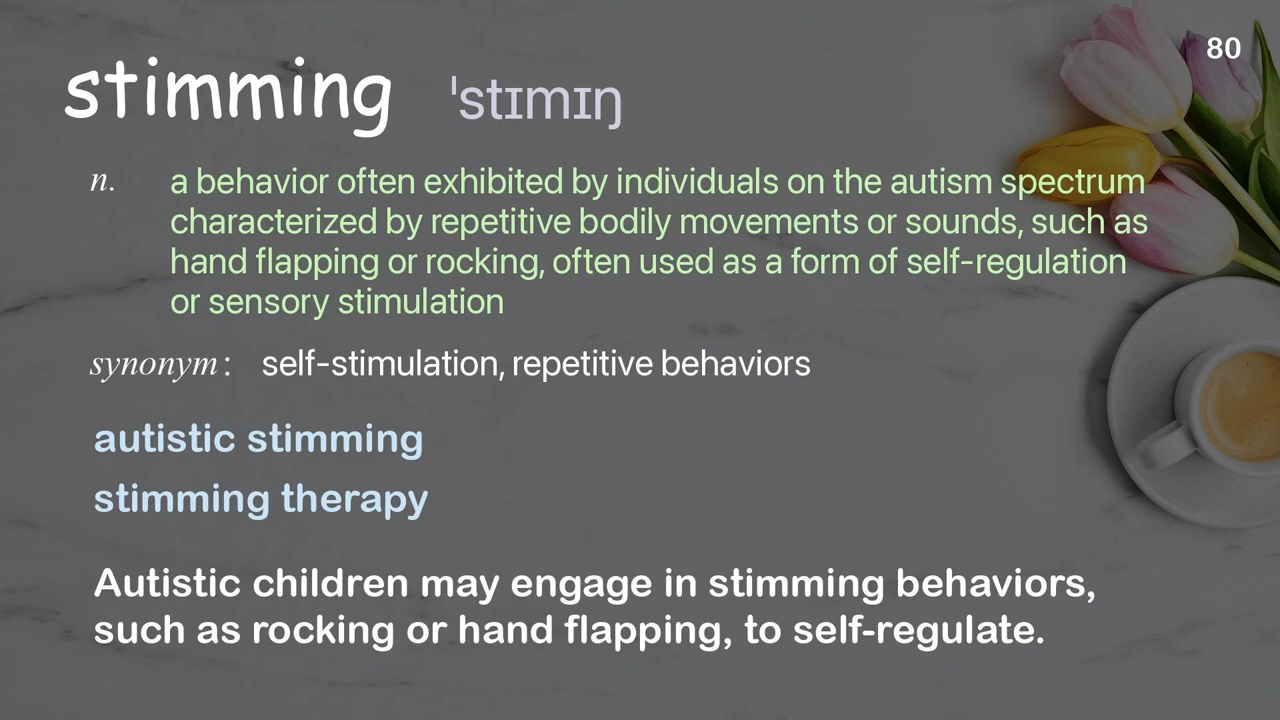 80
stimming ˈstɪmɪŋ
n. a behavior often exhibited by individuals on the autism spectrum
characterized by repetitive bodily movements or sounds, such as
hand flapping or rocking, often used as a form of self-regulation
or sensory stimulation
synonym: self-stimulation, repetitive behaviors
autistic stimming
stimming therapy
Autistic children may engage in stimming behaviors,
such as rocking or hand flapping, to self-regulate.